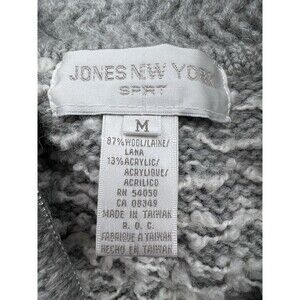 JONES NEW YORK
SPORT
M
87% WOOL/LAINE/
LANA
13% ACRYLIC/
ACRYLIQUE/
ACRILICO
RN 54050
CA 08349
MADE IN TAIWAN
R. O. C.
FABRIQUE A TAIWAN
HECHO EN TAIWAN